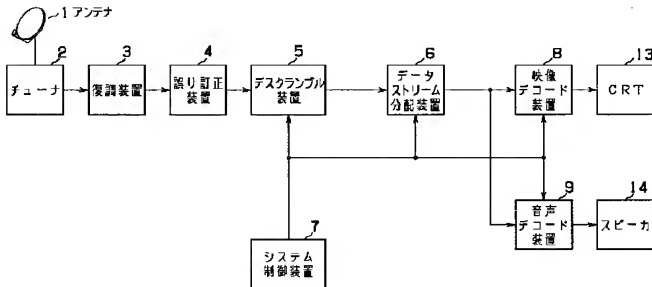 1 アンテナ
2
3
4
5
6
8
13
チューナ
復調装置
誤り訂正
装置
デスクランブル
装置
データ
ストリーム
分配装置
映像
デコード
装置
CRT
9
14
音声
デコード
装置
スピーカ
7
システム
制御装置